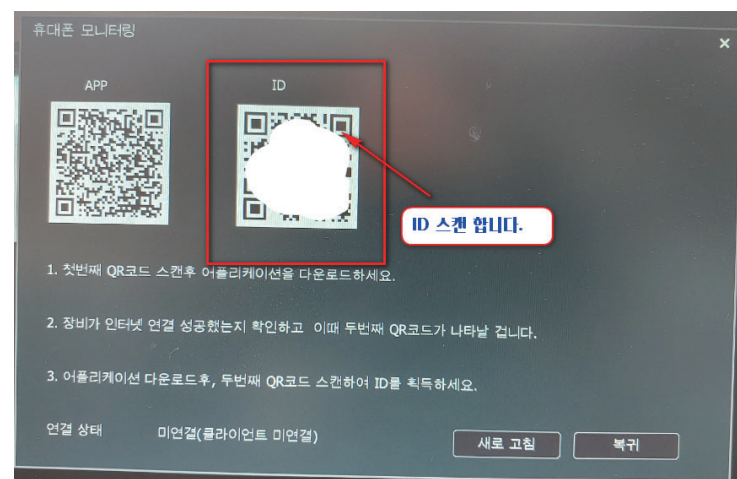 휴대폰 모니터링
×
APP
ID
ID 스캔 합니다.
1. 첫번째 QR코드 스캔후 어플리케이션을 다운로드하세요.
2. 장비가 인터넷 연결 성공했는지 확인하고 이때 두번째 QR코드가 나타날 겁니다.
3. 어플리케이션 다운로드후, 두번째 QR코드 스캔하여 ID를 획득하세요.
연결 상태 미연결(클라이언트 미연결)
새로 고침 복귀